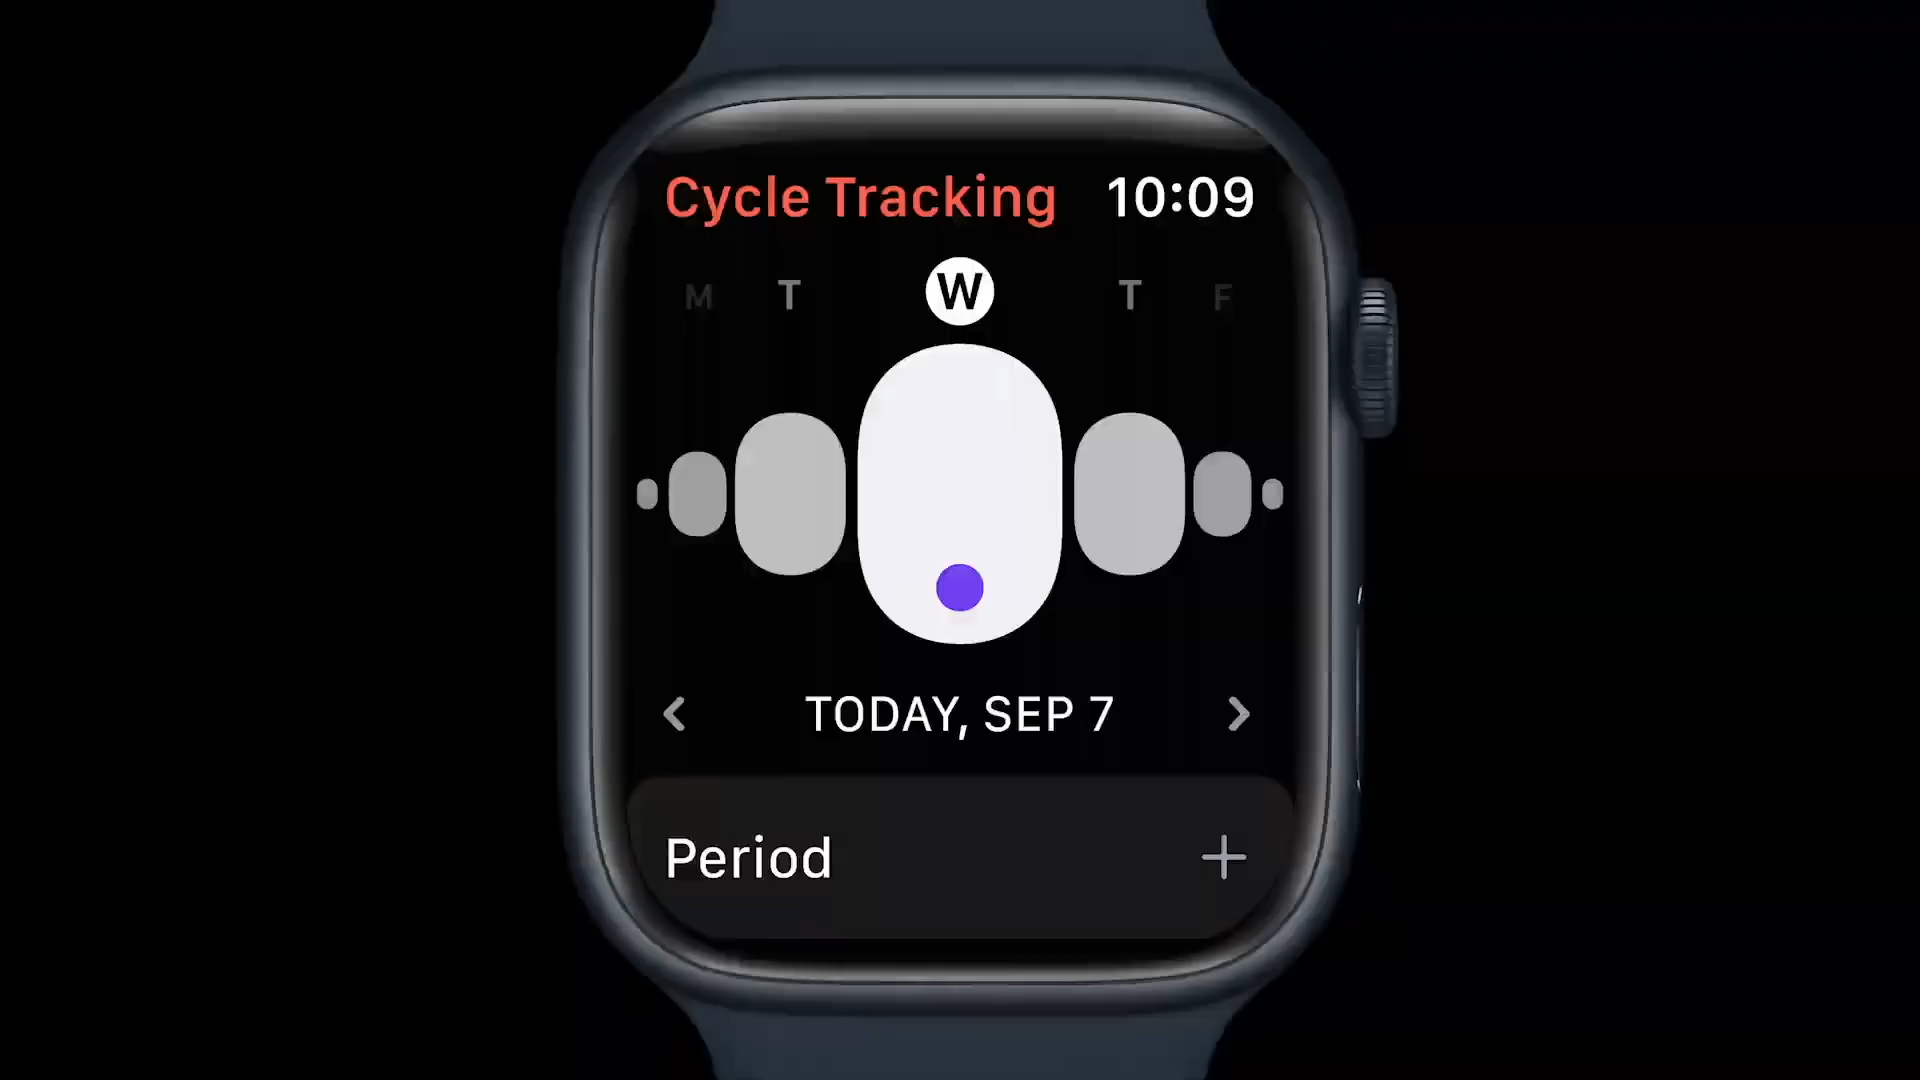 Cycle Tracking 10:09
M T W T F
TODAY, SEP 7
Period +